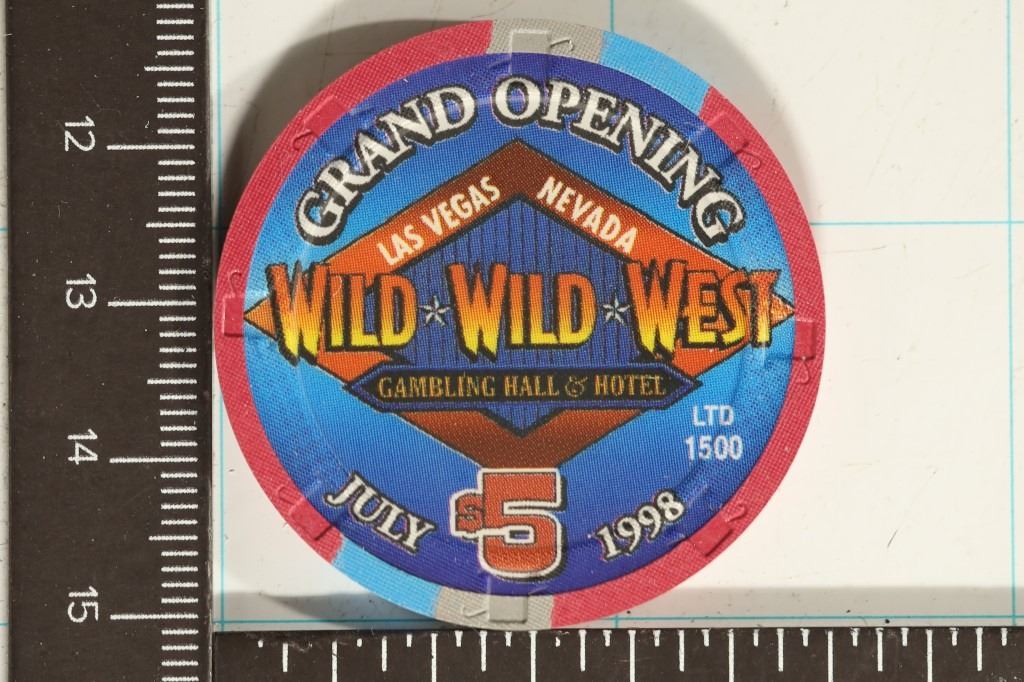 GRAND OPENING
LAS VEGAS NEVADA
WILD WILD WEST
GAMBLING HALL & HOTEL
LTD
1500
JULY $5 1998
12
13
14
15